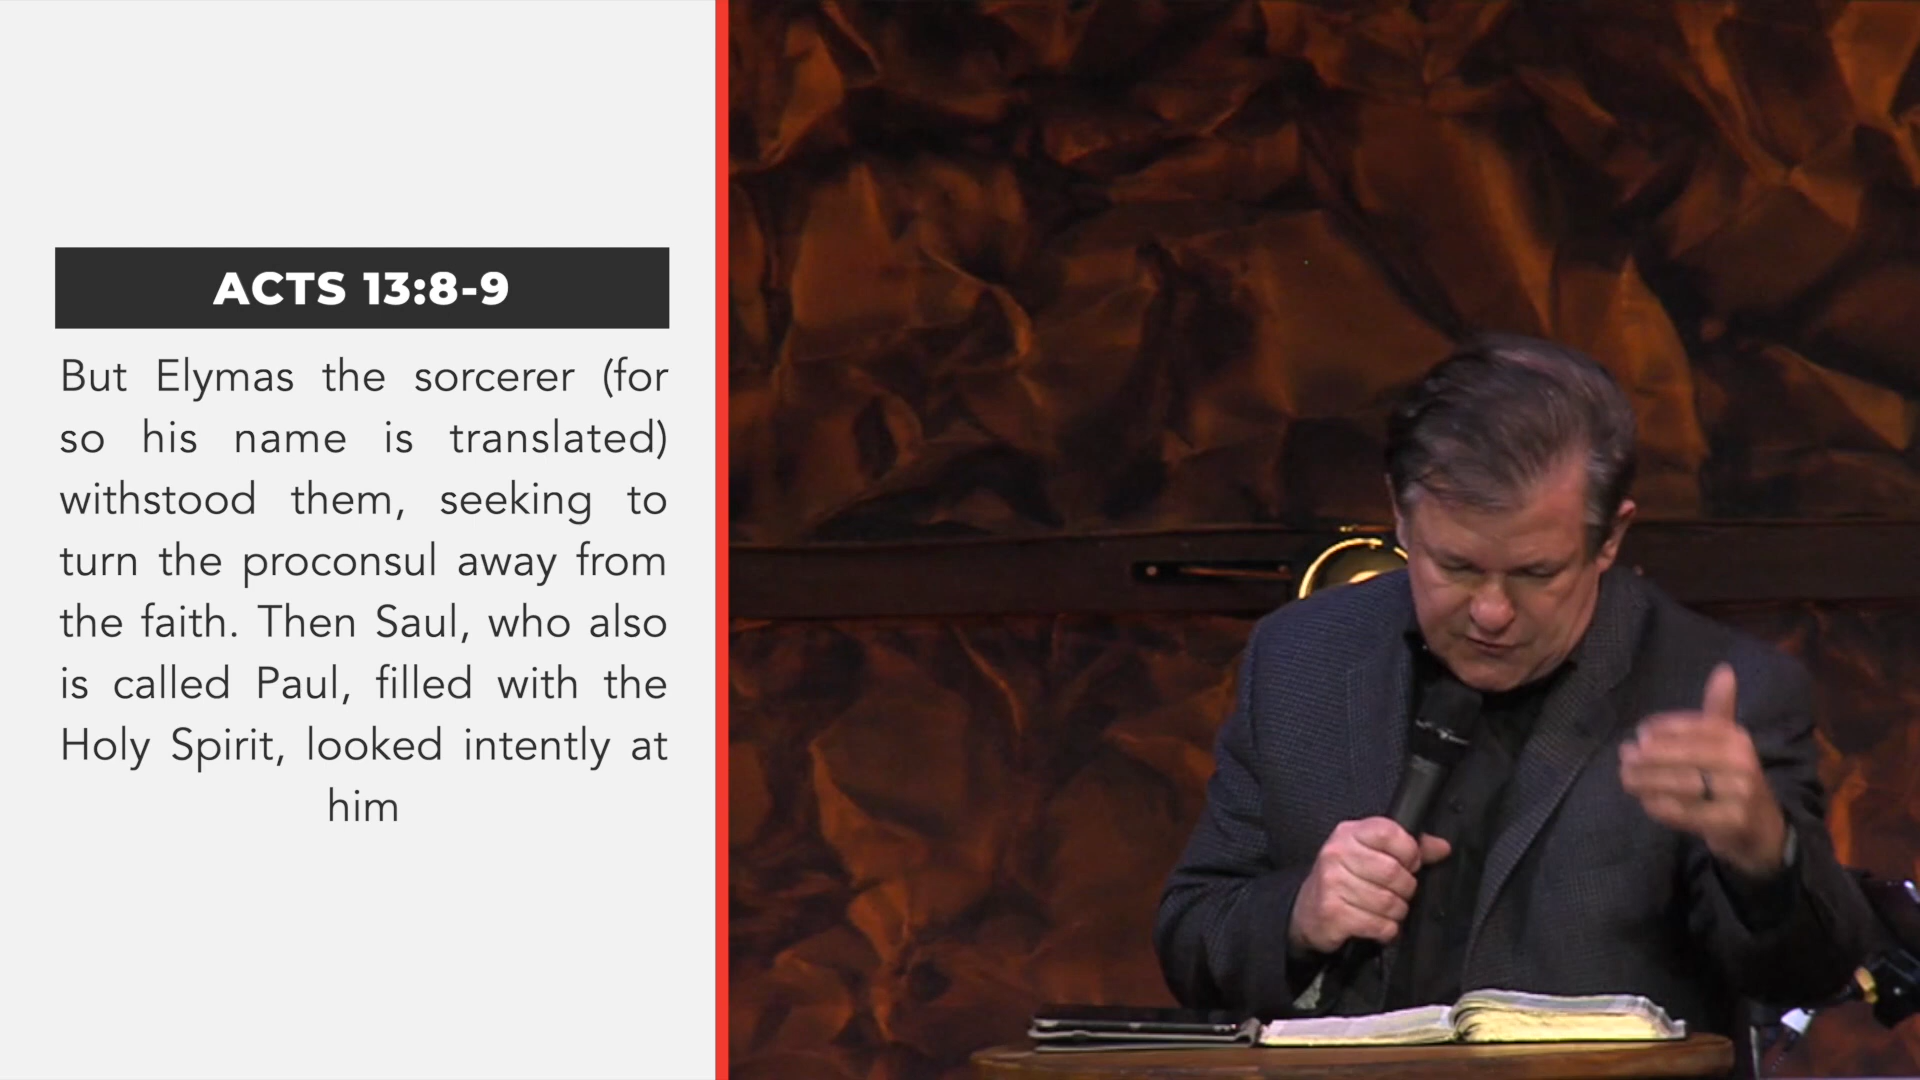 ACTS 13:8-9
But Elymas the sorcerer (for
so his name is translated)
withstood them, seeking to
turn the proconsul away from
the faith. Then Saul, who also
is called Paul, filled with the
Holy Spirit, looked intently at
him